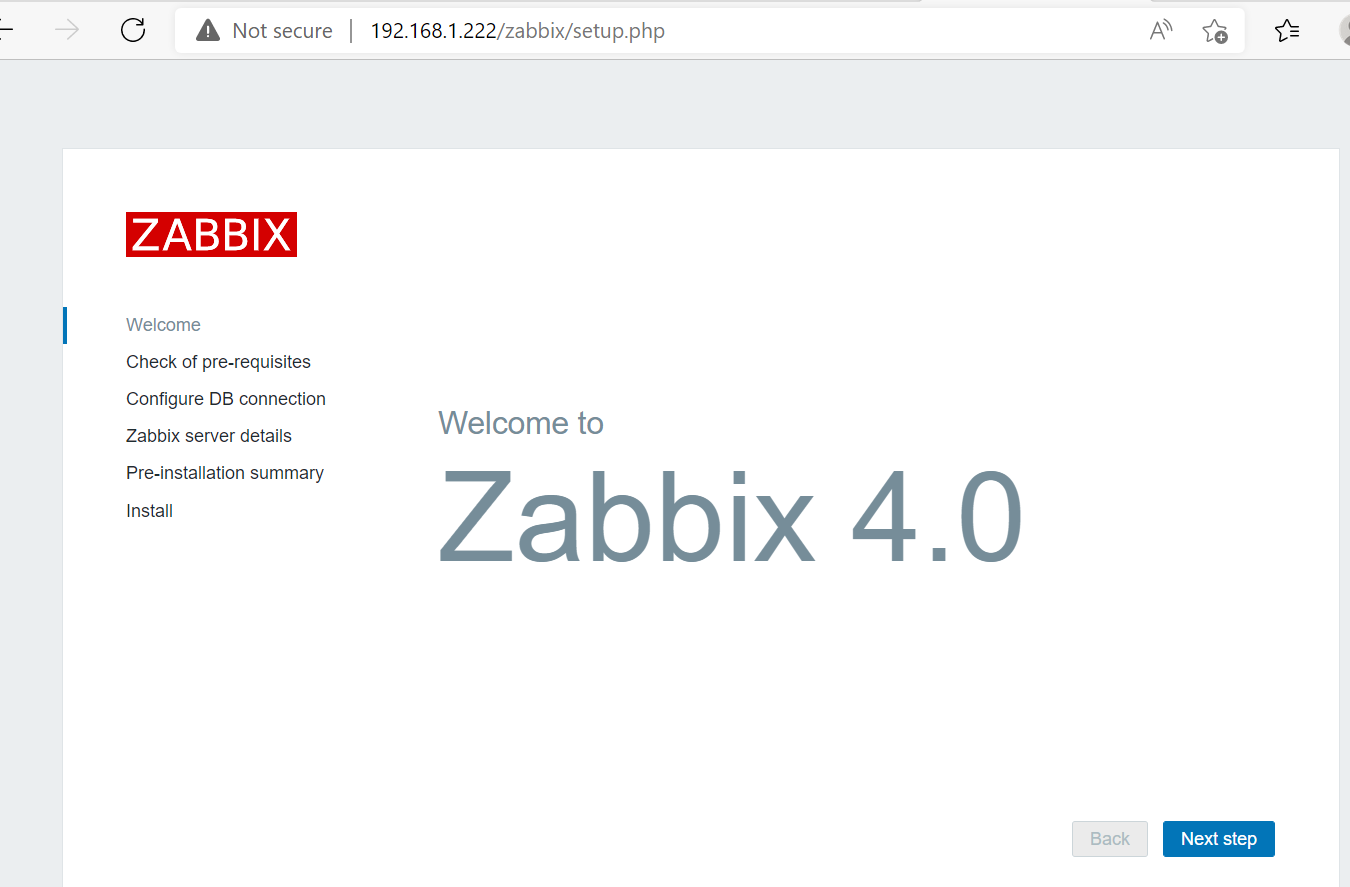 Not secure 192.168.1.222/zabbix/setup.php
ZABBIX
Welcome
Check of pre-requisites
Configure DB connection
Zabbix server details
Pre-installation summary
Install
Welcome to
Zabbix 4.0
Back Next step